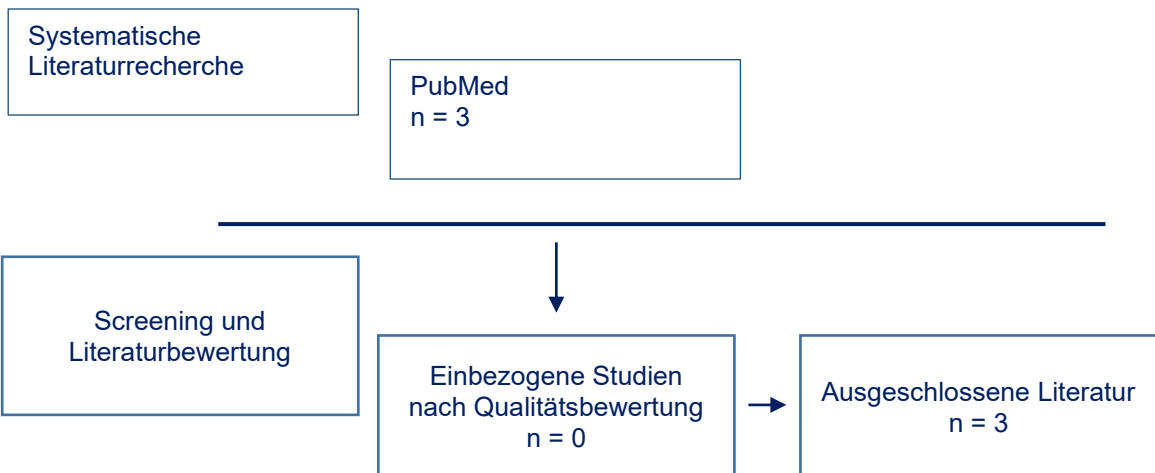 Systematische
Literaturrecherche
PubMed
n = 3
Screening und
Literaturbewertung
Einbezogene Studien
nach Qualitätsbewertung
n = 0
Ausgeschlossene Literatur
n = 3